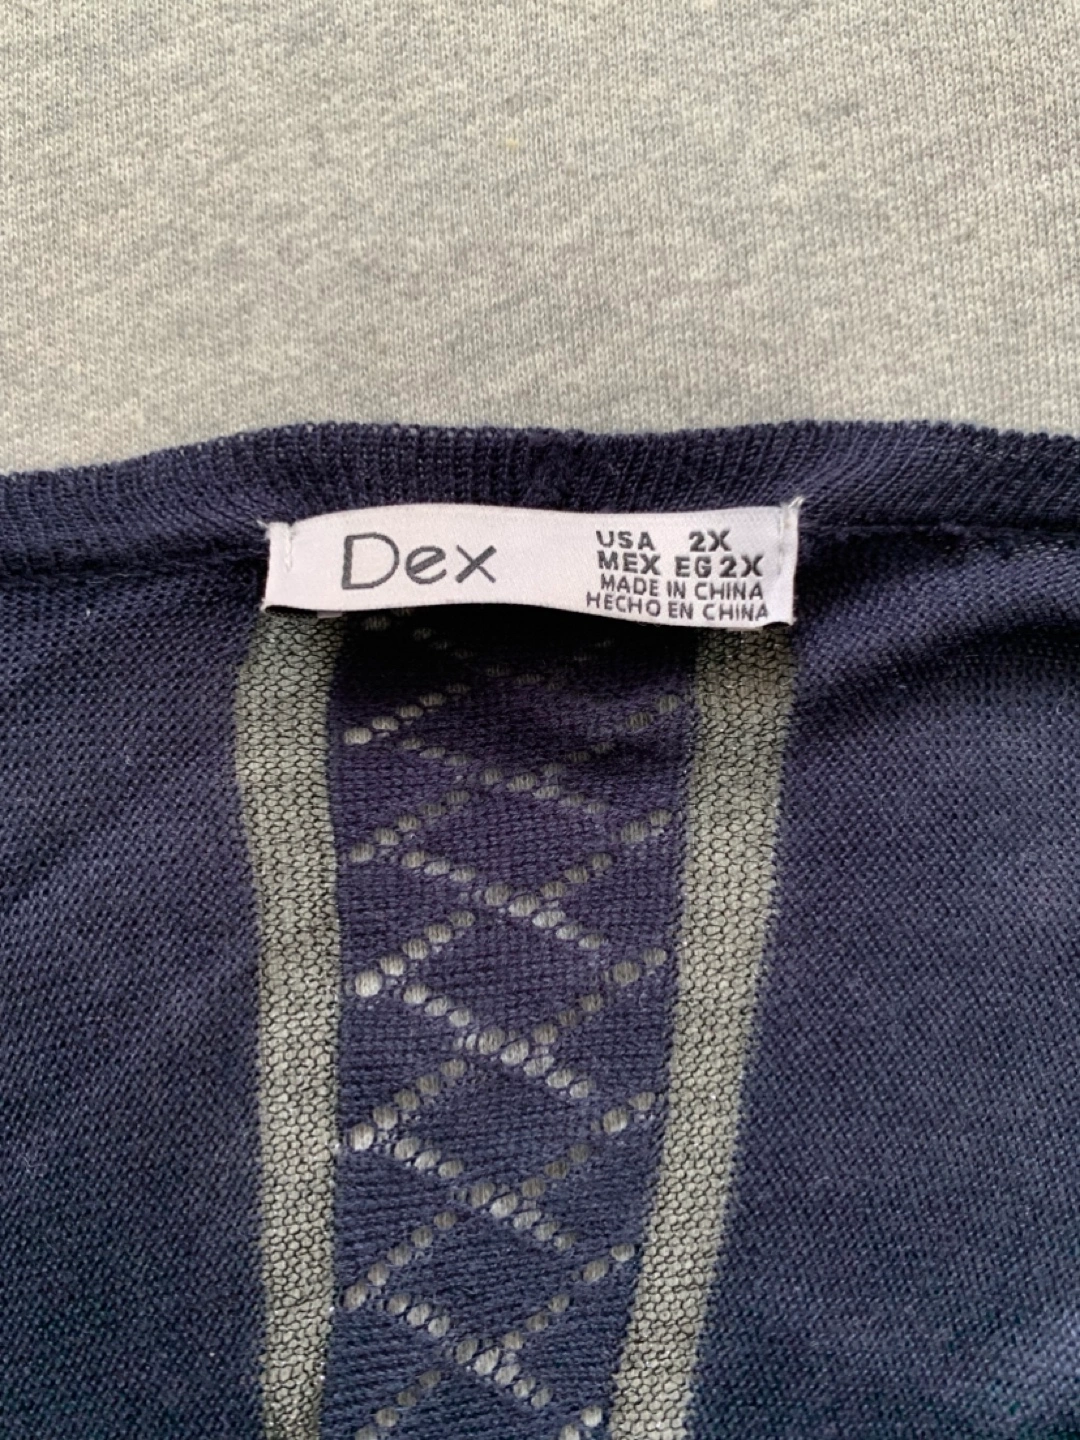 Dex
USA 2X
MEX EG 2X
MADE IN CHINA
HECHO EN CHINA